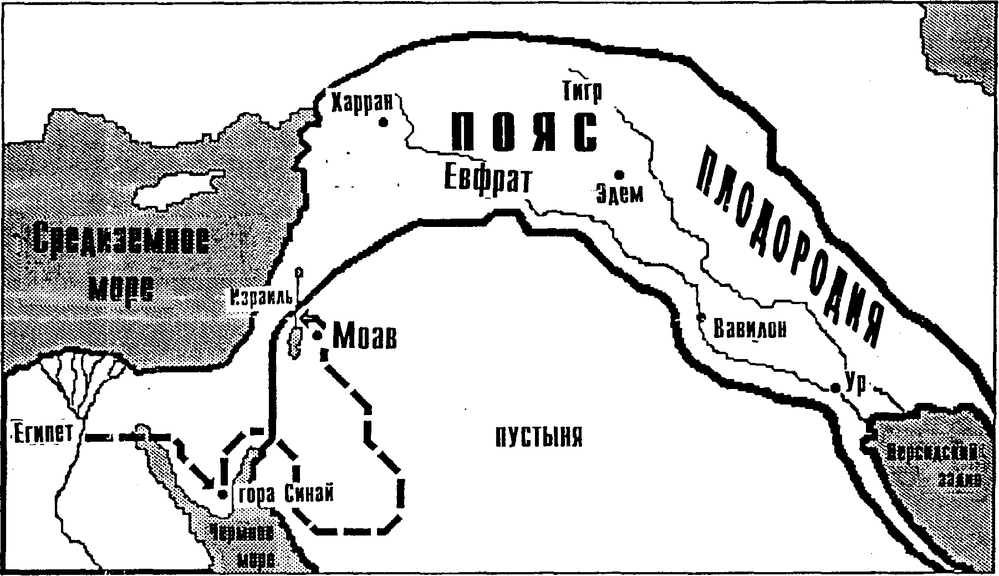 Харран
Тигр
ПОЯС
Евфрат
Эдем
ПЛОДОРОДИЯ
Средиземное
море
Израиль
Моав
Вавилон
Ур
Египет
ПУСТЫНЯ
Персидский
залив
гора Синай
Чермное
море